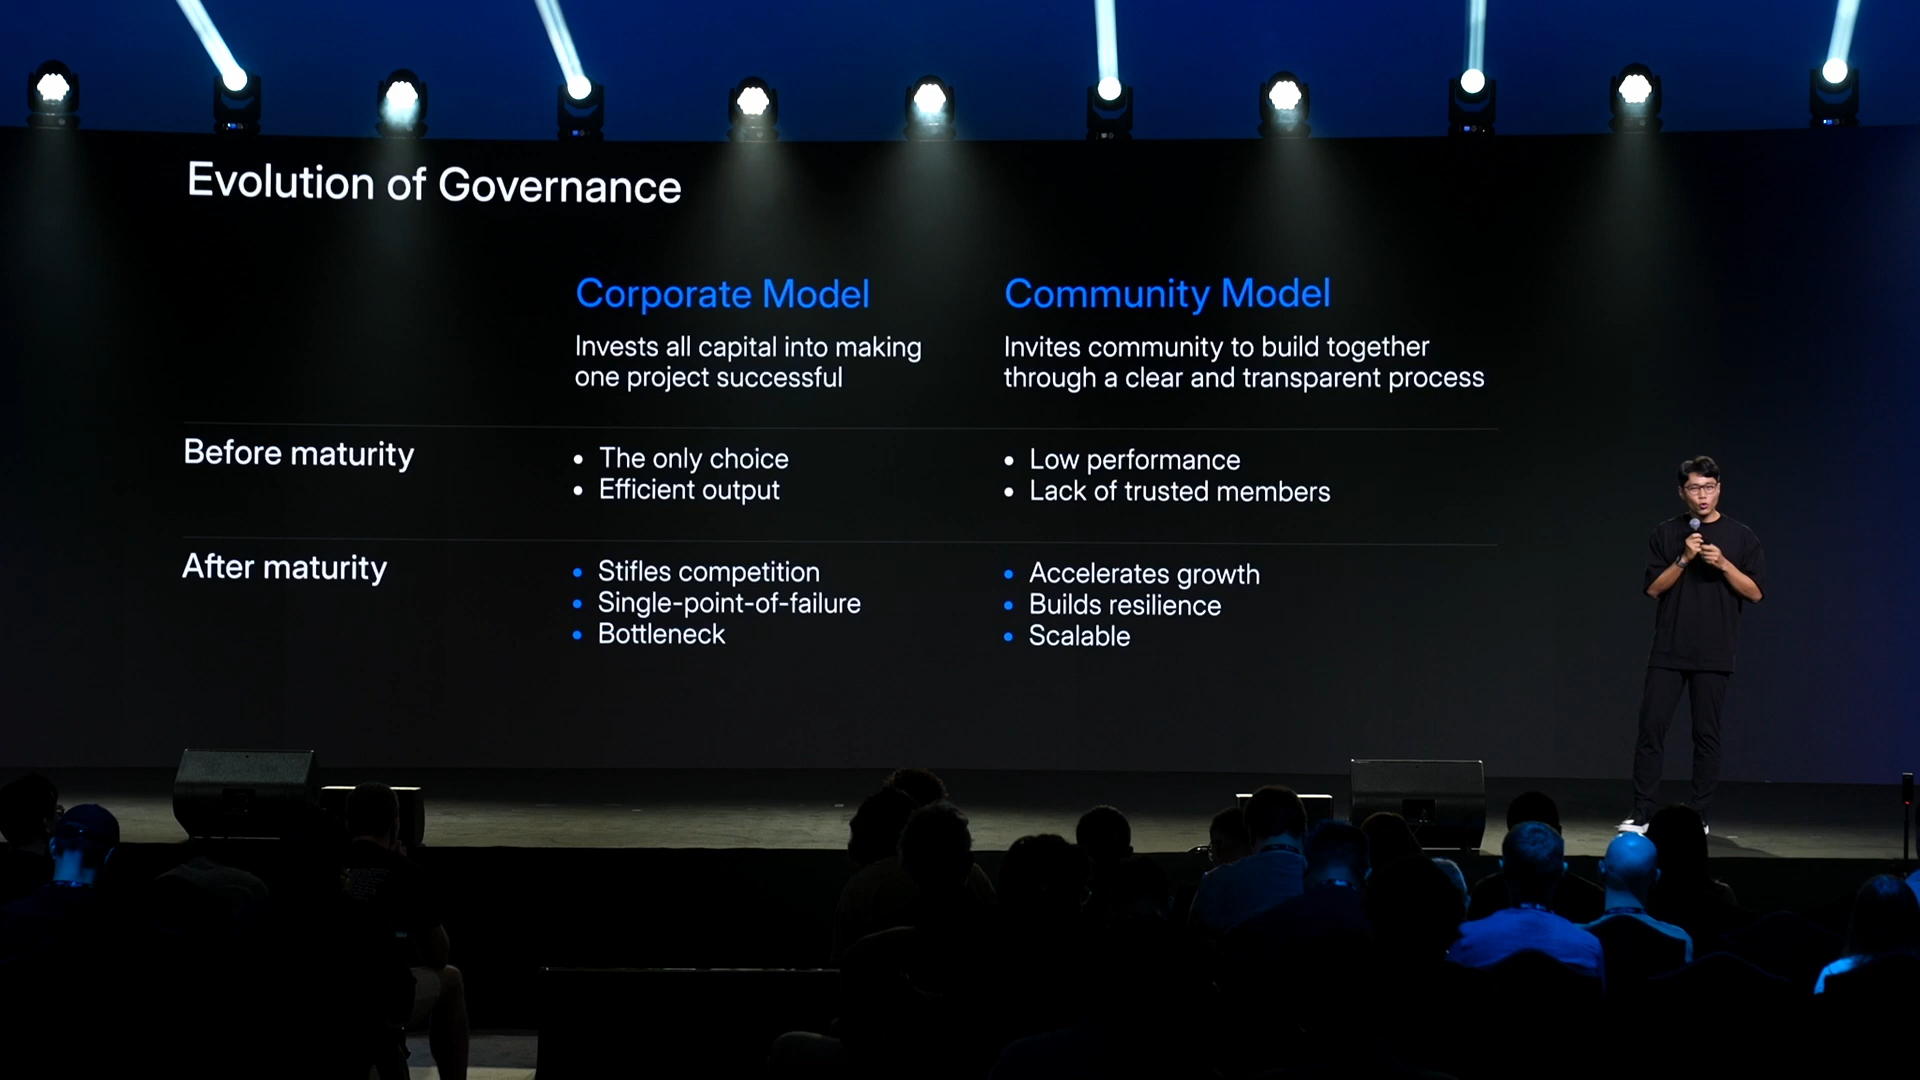 Evolution of Governance
Corporate Model
Invests all capital into making
one project successful
Community Model
Invites community to build together
through a clear and transparent process
Before maturity
• The only choice
• Efficient output
• Low performance
• Lack of trusted members
After maturity
• Stifles competition
• Single-point-of-failure
• Bottleneck
• Accelerates growth
• Builds resilience
• Scalable